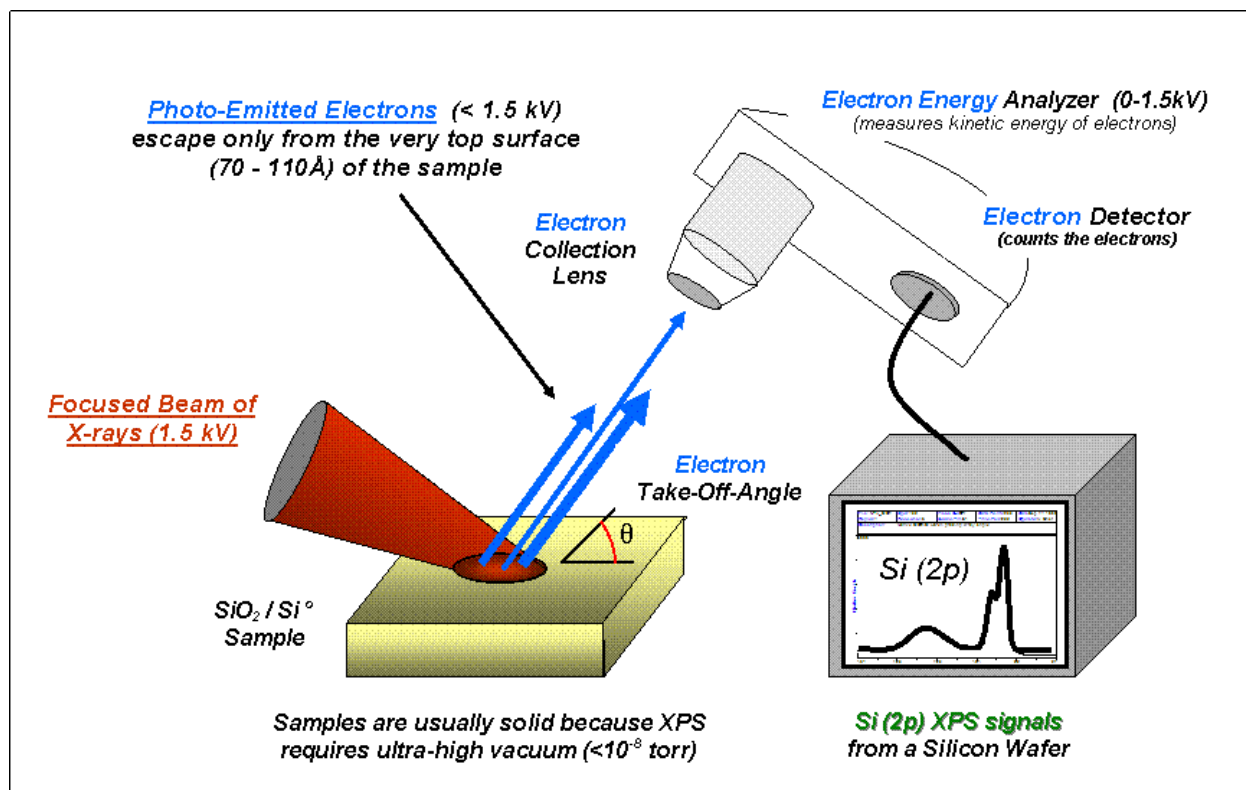 Photo-Emitted Electrons (< 1.5 kV)
escape only from the very top surface
(70 - 110Å) of the sample
Electron Energy Analyzer (0-1.5kV)
(measures kinetic energy of electrons)
Electron Detector
(counts the electrons)
Electron
Collection
Lens
Focused Beam of
X-rays (1.5 kV)
Electron
Take-Off-Angle
θ
SiO₂ / Si°
Sample
Si (2p)
Samples are usually solid because XPS
requires ultra-high vacuum (<10⁻⁸ torr)
Si (2p) XPS signals
from a Silicon Wafer